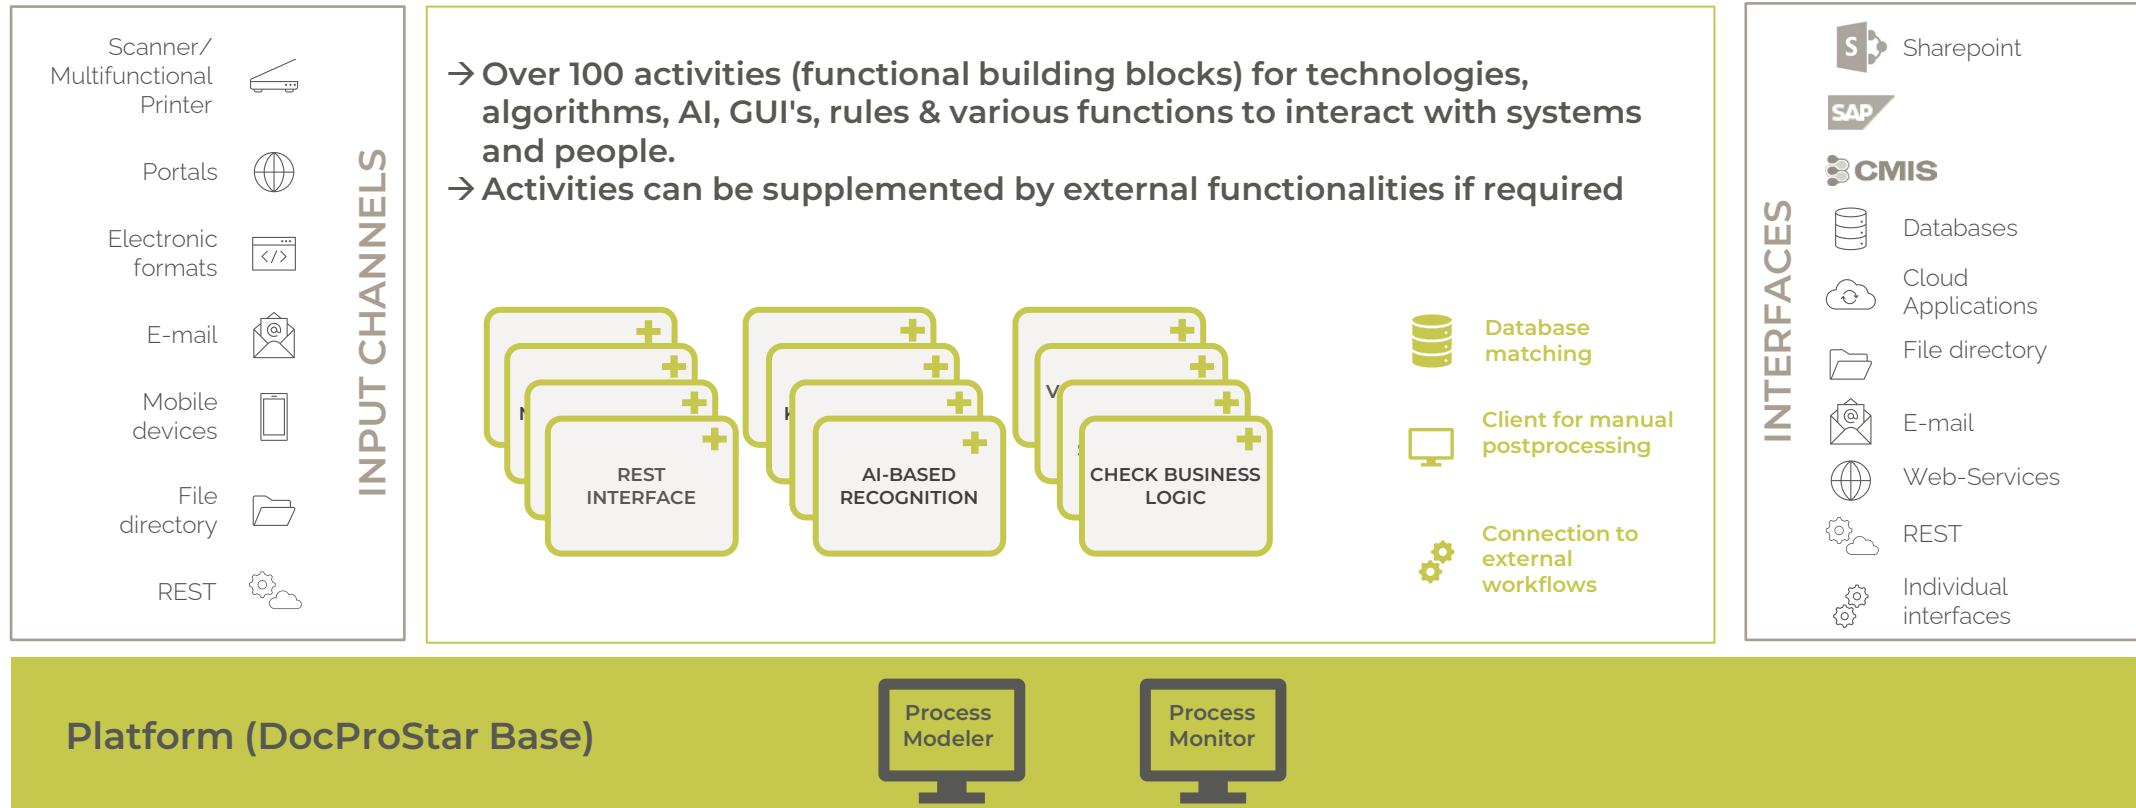 Scanner/
Multifunctional
Printer
Portals
Electronic
formats
E-mail
Mobile
devices
File
directory
REST
INPUT CHANNELS
→ Over 100 activities (functional building blocks) for technologies,
algorithms, AI, GUI's, rules & various functions to interact with systems
and people.
→ Activities can be supplemented by external functionalities if required
REST
INTERFACE
AI-BASED
RECOGNITION
CHECK BUSINESS
LOGIC
Database
matching
Client for manual
postprocessing
Connection to
external
workflows
INTERFACES
S
Sharepoint
SAP
CMIS
Databases
Cloud
Applications
File directory
E-mail
Web-Services
REST
Individual
interfaces
Platform (DocProStar Base)
Process
Modeler
Process
Monitor